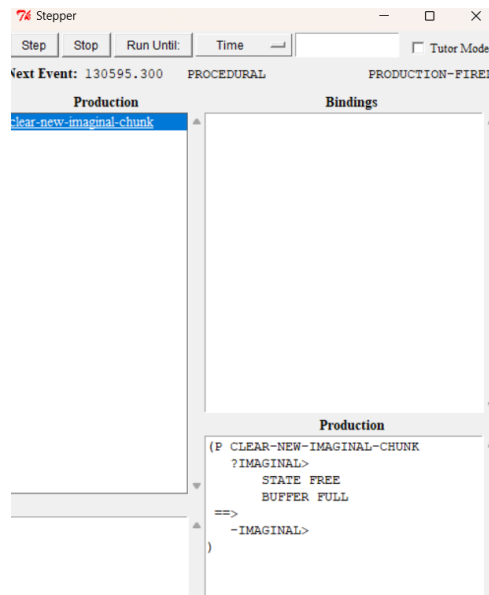 Stepper
Step Stop Run Until: Time Tutor Mode
Next Event: 130595.300 PROCEDURAL PRODUCTION-FIRED
Production Bindings
clear-new-imaginal-chunk
Production
(P CLEAR-NEW-IMAGINAL-CHUNK
?IMAGINAL>
STATE FREE
BUFFER FULL
==>
-IMAGINAL>
)